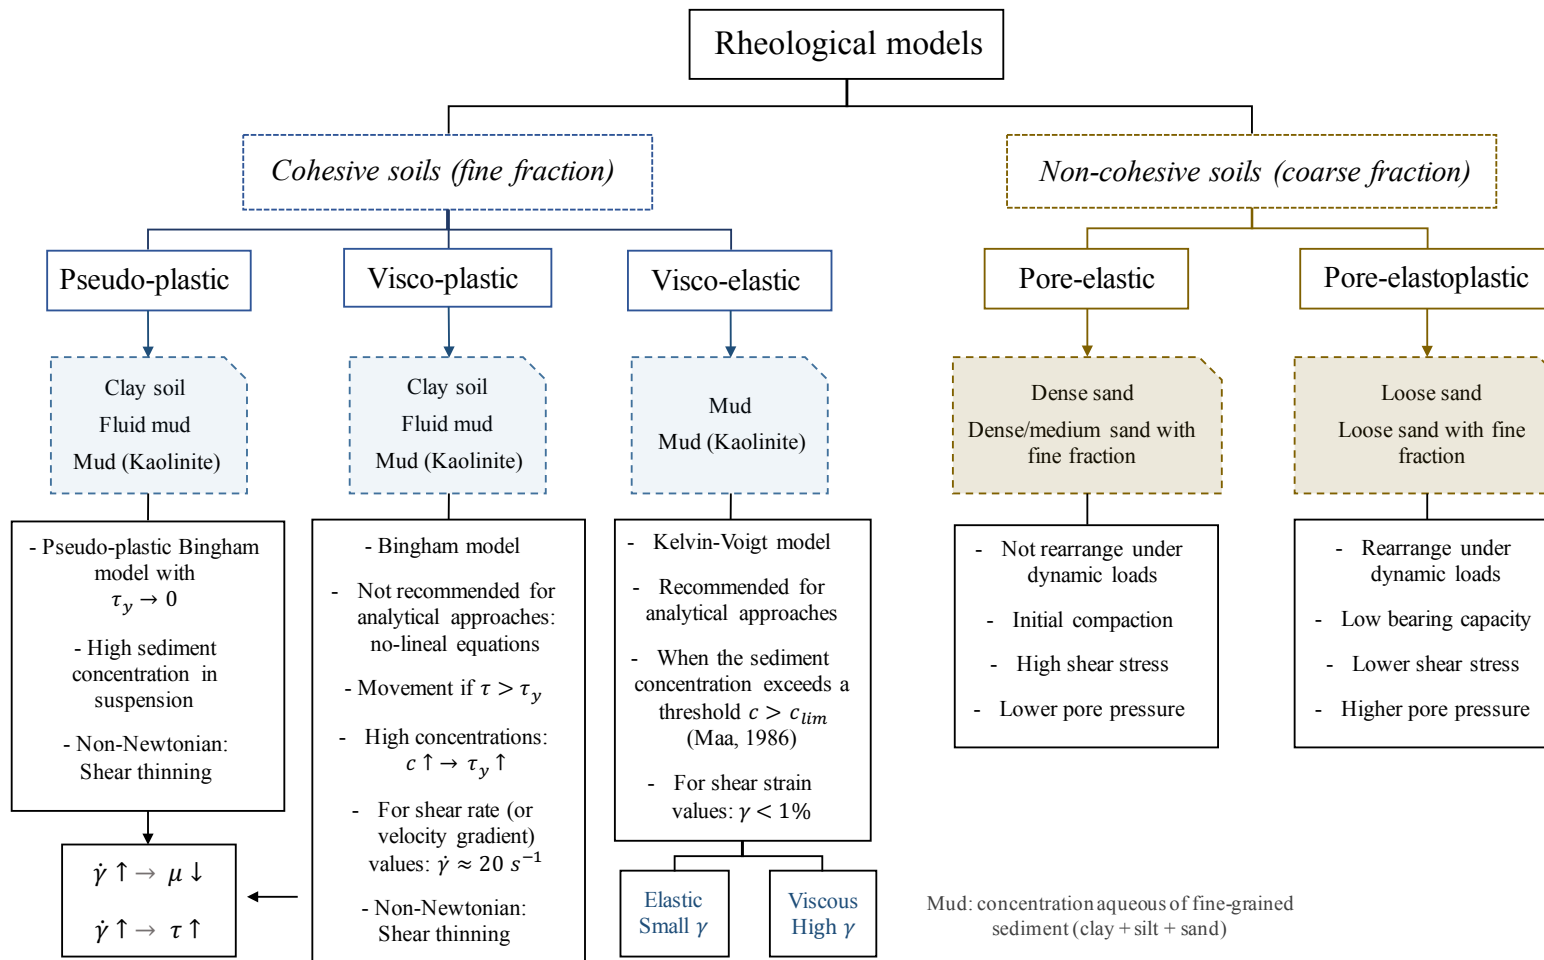 Rheological models
Cohesive soils (fine fraction)
Non-cohesive soils (coarse fraction)
Pseudo-plastic
Visco-plastic
Visco-elastic
Pore-elastic
Pore-elastoplastic
Clay soil
Fluid mud
Mud (Kaolinite)
Clay soil
Fluid mud
Mud (Kaolinite)
Mud
Mud (Kaolinite)
Dense sand
Dense/medium sand with
fine fraction
Loose sand
Loose sand with fine
fraction
- Pseudo-plastic Bingham
model with
τ_y → 0
- High sediment
concentration in
suspension
- Non-Newtonian:
Shear thinning
γ̇ ↑ → μ ↓
γ̇ ↑ → τ ↑
- Bingham model
- Not recommended for
analytical approaches:
no-lineal equations
- Movement if τ > τ_y
- High concentrations:
c ↑ → τ_y ↑
- For shear rate (or
velocity gradient)
values: γ̇ ≈ 20 s⁻¹
- Non-Newtonian:
Shear thinning
- Kelvin-Voigt model
- Recommended for
analytical approaches
- When the sediment
concentration exceeds a
threshold c > c_lim
(Maa, 1986)
- For shear strain
values: γ < 1%
Elastic
Small γ
Viscous
High γ
- Not rearrange under
dynamic loads
- Initial compaction
- High shear stress
- Lower pore pressure
- Rearrange under
dynamic loads
- Low bearing capacity
- Lower shear stress
- Higher pore pressure
Mud: concentration aqueous of fine-grained
sediment (clay + silt + sand)